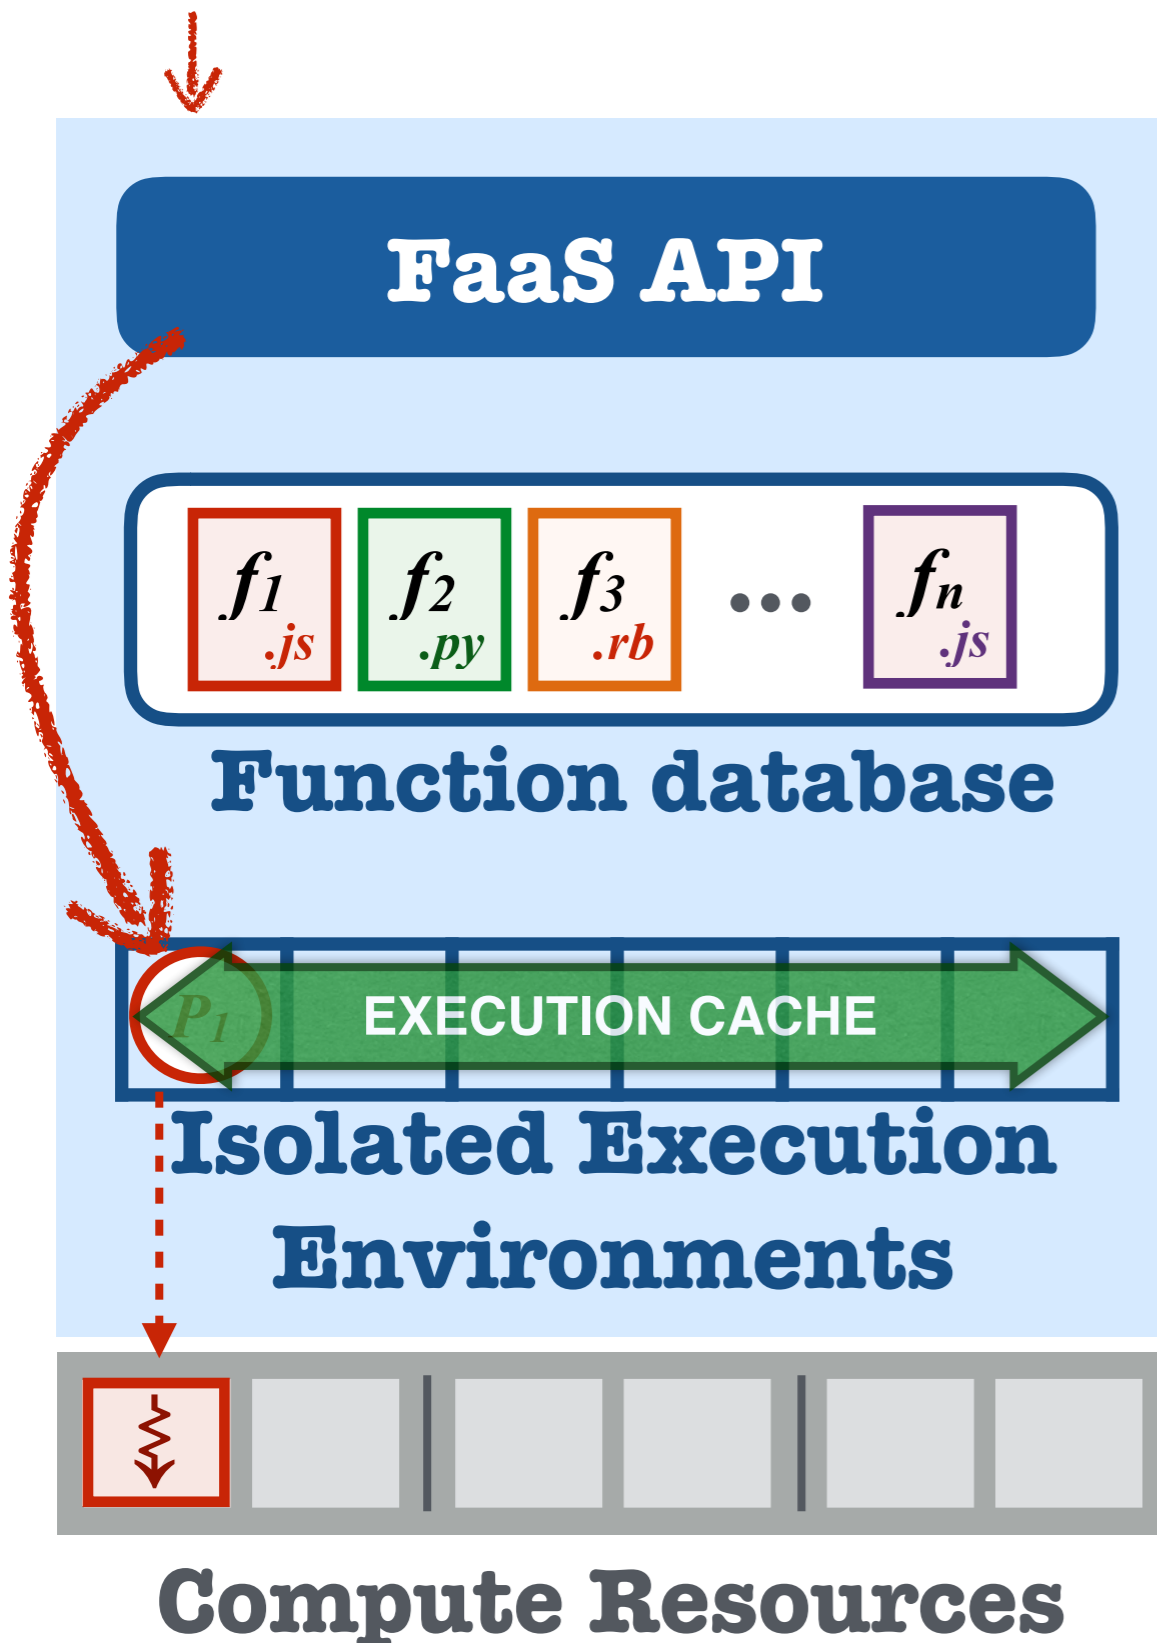 FaaS API
f1 .js f2 .py f3 .rb ... fn .js
Function database
P1 EXECUTION CACHE
Isolated Execution
Environments
Compute Resources